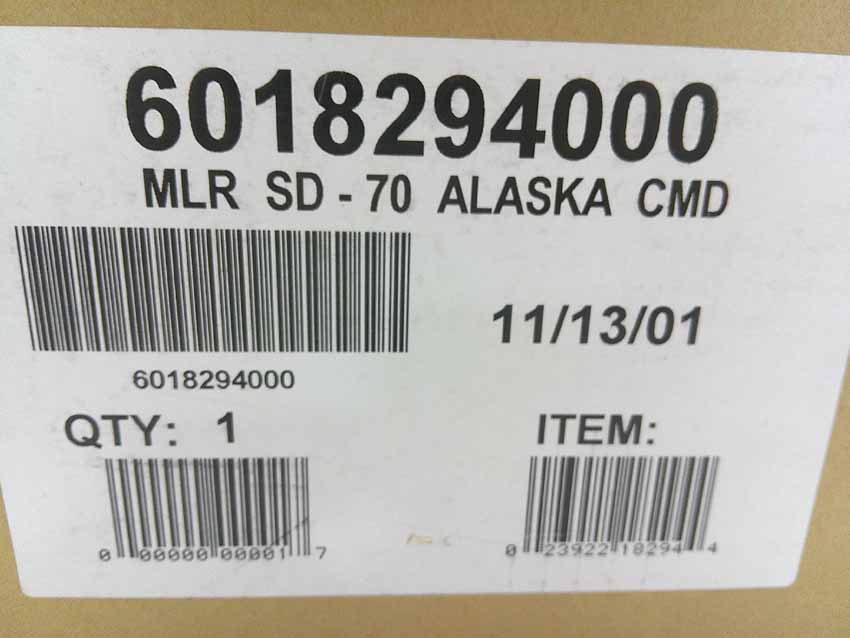 6018294000
MLR SD - 70 ALASKA CMD
11/13/01
6018294000
QTY: 1
ITEM:
0 00000 00001 7
0 23922 18294 4